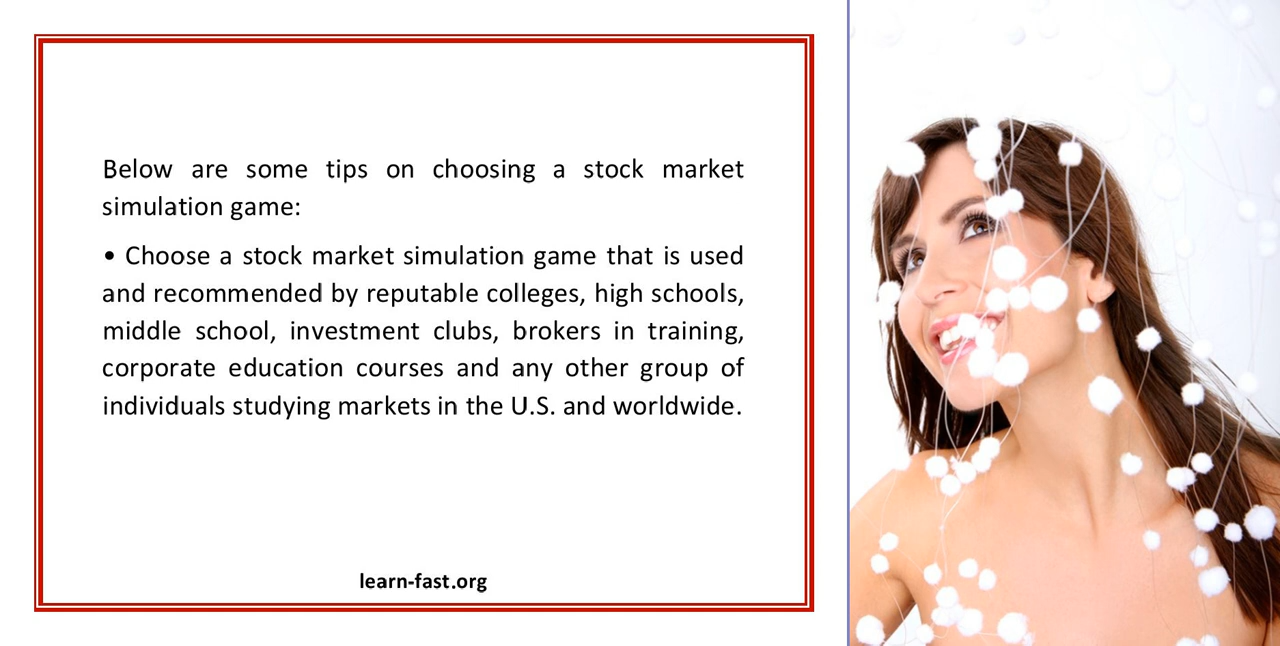 Below are some tips on choosing a stock market
simulation game:
• Choose a stock market simulation game that is used
and recommended by reputable colleges, high schools,
middle school, investment clubs, brokers in training,
corporate education courses and any other group of
individuals studying markets in the U.S. and worldwide.
learn-fast.org